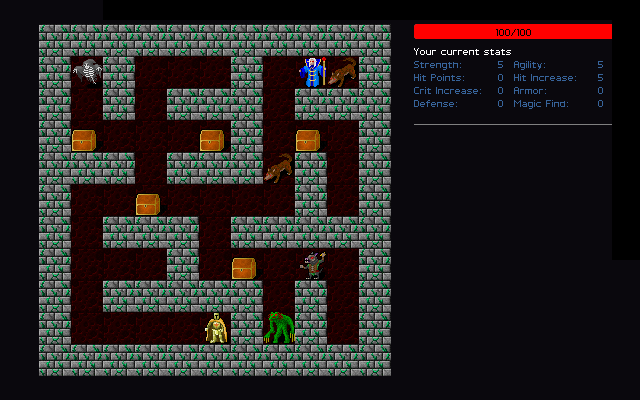 100/100
Your current stats
Strength: 5 Agility: 5
Hit Points: 0 Hit Increase: 5
Crit Increase: 0 Armor: 0
Defense: 0 Magic Find: 0